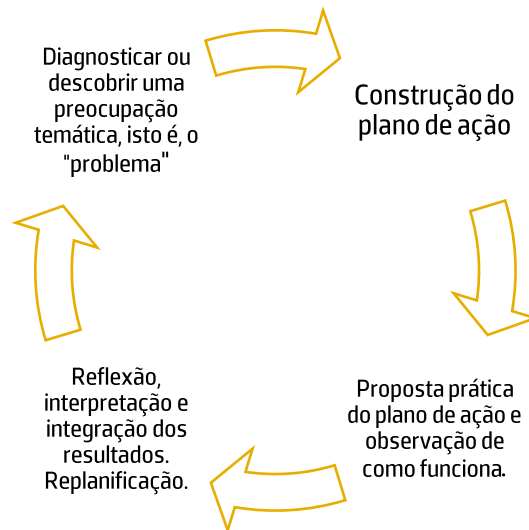 Diagnosticar ou
descobrir uma
preocupação
temática, isto é, o
"problema"
Construção do
plano de ação
Proposta prática
do plano de ação e
observação de
como funciona.
Reflexão,
interpretação e
integração dos
resultados.
Replanificação.